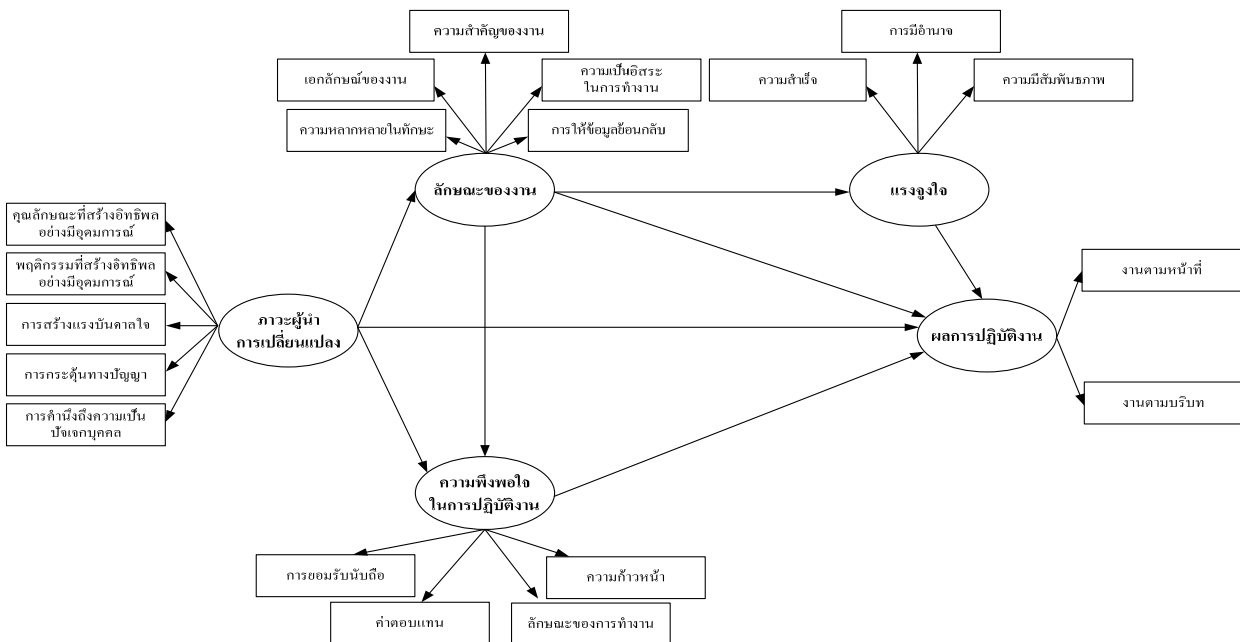 ความสำคัญของงาน
เอกลักษณ์ของงาน
ความเป็นอิสระ
ในการทำงาน
ความหลากหลายในทักษะ
การให้ข้อมูลย้อนกลับ
การมีอำนาจ
ความสำเร็จ
ความมีสัมพันธภาพ
ลักษณะของงาน
แรงจูงใจ
คุณลักษณะที่สร้างอิทธิพล
อย่างมีอุดมการณ์
พฤติกรรมที่สร้างอิทธิพล
อย่างมีอุดมการณ์
การสร้างแรงบันดาลใจ
การกระตุ้นทางปัญญา
การคำนึงถึงความเป็น
ปัจเจกบุคคล
ภาวะผู้นำ
การเปลี่ยนแปลง
ผลการปฏิบัติงาน
งานตามหน้าที่
งานตามบริบท
ความพึงพอใจ
ในการปฏิบัติงาน
การยอมรับนับถือ
ความก้าวหน้า
ค่าตอบแทน
ลักษณะของการทำงาน